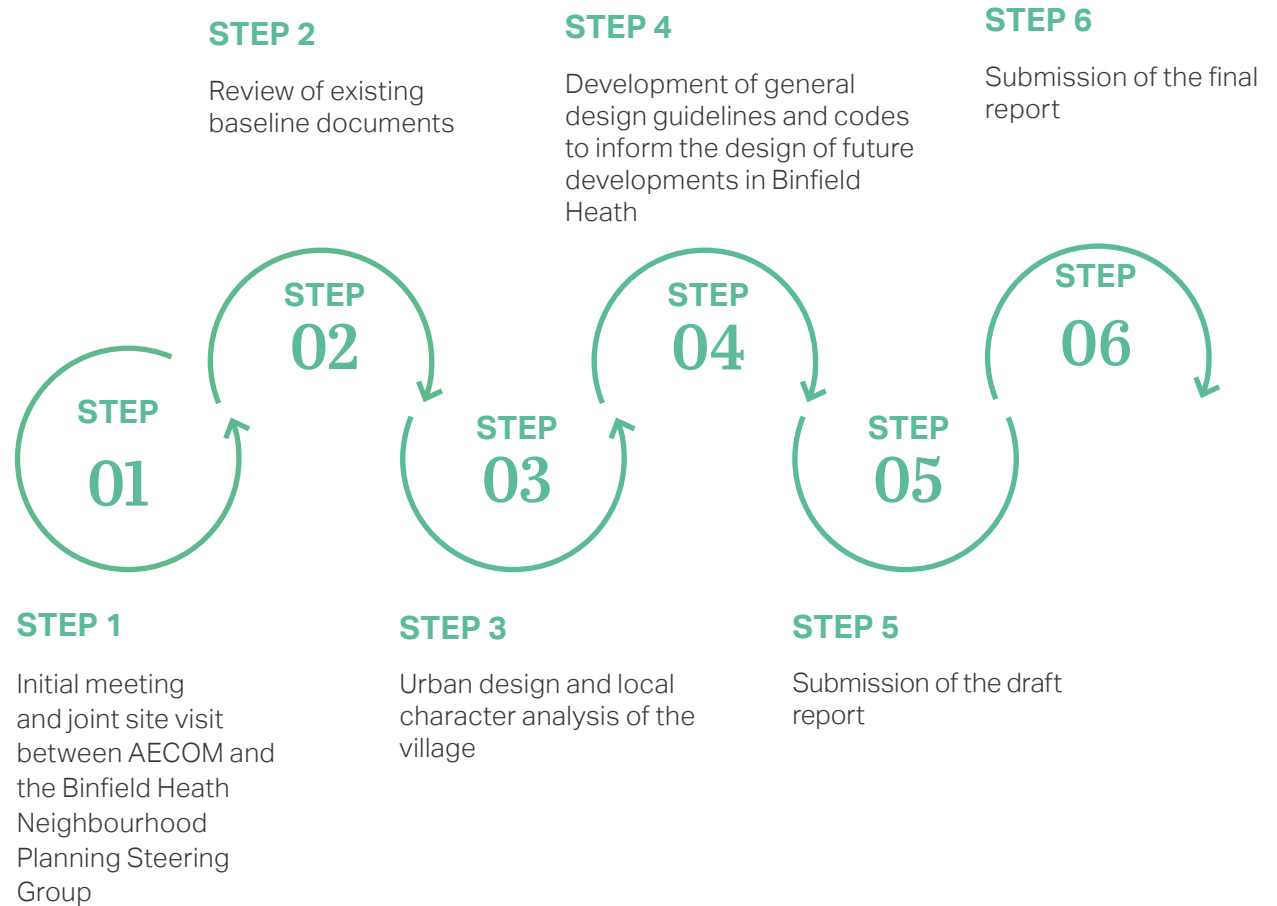 STEP 2
Review of existing
baseline documents
STEP 4
Development of general
design guidelines and codes
to inform the design of future
developments in Binfield
Heath
STEP 6
Submission of the final
report
STEP
01
STEP
02
STEP
03
STEP
04
STEP
05
STEP
06
STEP 1
Initial meeting
and joint site visit
between AECOM and
the Binfield Heath
Neighbourhood
Planning Steering
Group
STEP 3
Urban design and local
character analysis of the
village
STEP 5
Submission of the draft
report